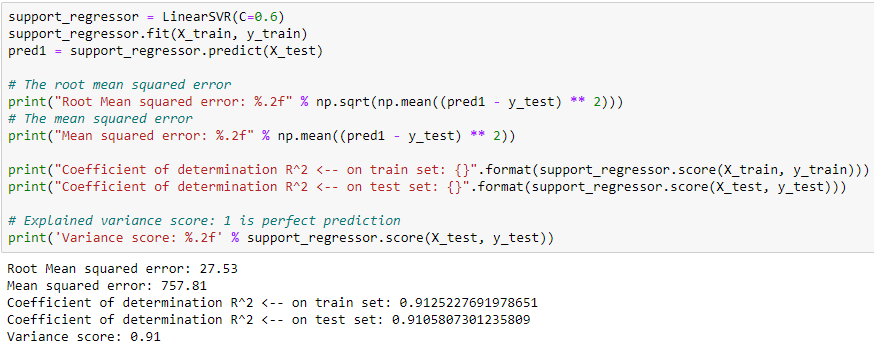 support_regressor = LinearSVR(C=0.6)
support_regressor.fit(X_train, y_train)
pred1 = support_regressor.predict(X_test)
# The root mean squared error
print("Root Mean squared error: %.2f" % np.sqrt(np.mean((pred1 - y_test) ** 2)))
# The mean squared error
print("Mean squared error: %.2f" % np.mean((pred1 - y_test) ** 2))
print("Coefficient of determination R^2 <-- on train set: {}".format(support_regressor.score(X_train, y_train)))
print("Coefficient of determination R^2 <-- on test set: {}".format(support_regressor.score(X_test, y_test)))
# Explained variance score: 1 is perfect prediction
print('Variance score: %.2f' % support_regressor.score(X_test, y_test))
Root Mean squared error: 27.53
Mean squared error: 757.81
Coefficient of determination R^2 <-- on train set: 0.9125227691978651
Coefficient of determination R^2 <-- on test set: 0.9105807301235809
Variance score: 0.91